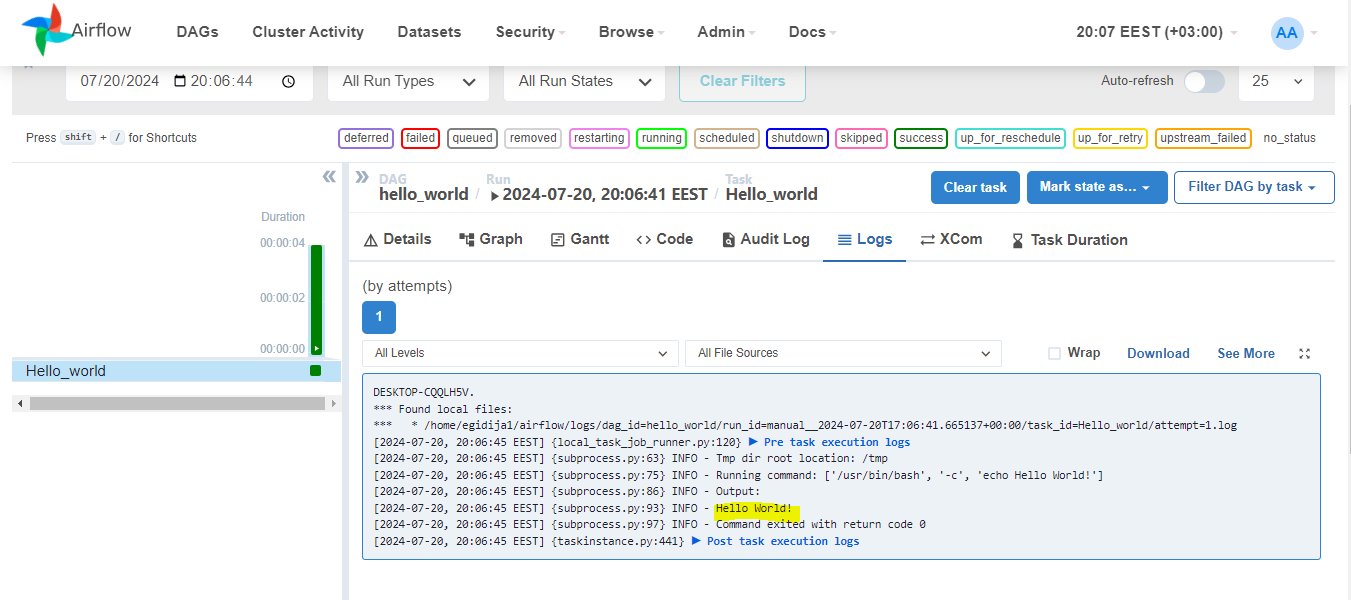 Airflow DAGs Cluster Activity Datasets Security Browse Admin Docs 20:07 EEST (+03:00) AA
07/20/2024 20:06:44 All Run Types All Run States Clear Filters Auto-refresh 25
Press shift + / for Shortcuts deferred failed queued removed restarting running scheduled shutdown skipped success up_for_reschedule up_for_retry upstream_failed no_status
DAG Run Task
hello_world / 2024-07-20, 20:06:41 EEST / Hello_world Clear task Mark state as... Filter DAG by task
Duration
00:00:04
00:00:02
00:00:00
Hello_world
Details Graph Gantt Code Audit Log Logs XCom Task Duration
(by attempts)
1
All Levels All File Sources Wrap Download See More
DESKTOP-CQQLH5V.
*** Found local files:
***   * /home/egidija1/airflow/logs/dag_id=hello_world/run_id=manual__2024-07-20T17:06:41.665137+00:00/task_id=Hello_world/attempt=1.log
[2024-07-20, 20:06:45 EEST] {local_task_job_runner.py:120} ▶ Pre task execution logs
[2024-07-20, 20:06:45 EEST] {subprocess.py:63} INFO - Tmp dir root location: /tmp
[2024-07-20, 20:06:45 EEST] {subprocess.py:75} INFO - Running command: ['/usr/bin/bash', '-c', 'echo Hello World!']
[2024-07-20, 20:06:45 EEST] {subprocess.py:86} INFO - Output:
[2024-07-20, 20:06:45 EEST] {subprocess.py:93} INFO - Hello World!
[2024-07-20, 20:06:45 EEST] {subprocess.py:97} INFO - Command exited with return code 0
[2024-07-20, 20:06:45 EEST] {taskinstance.py:441} ▶ Post task execution logs